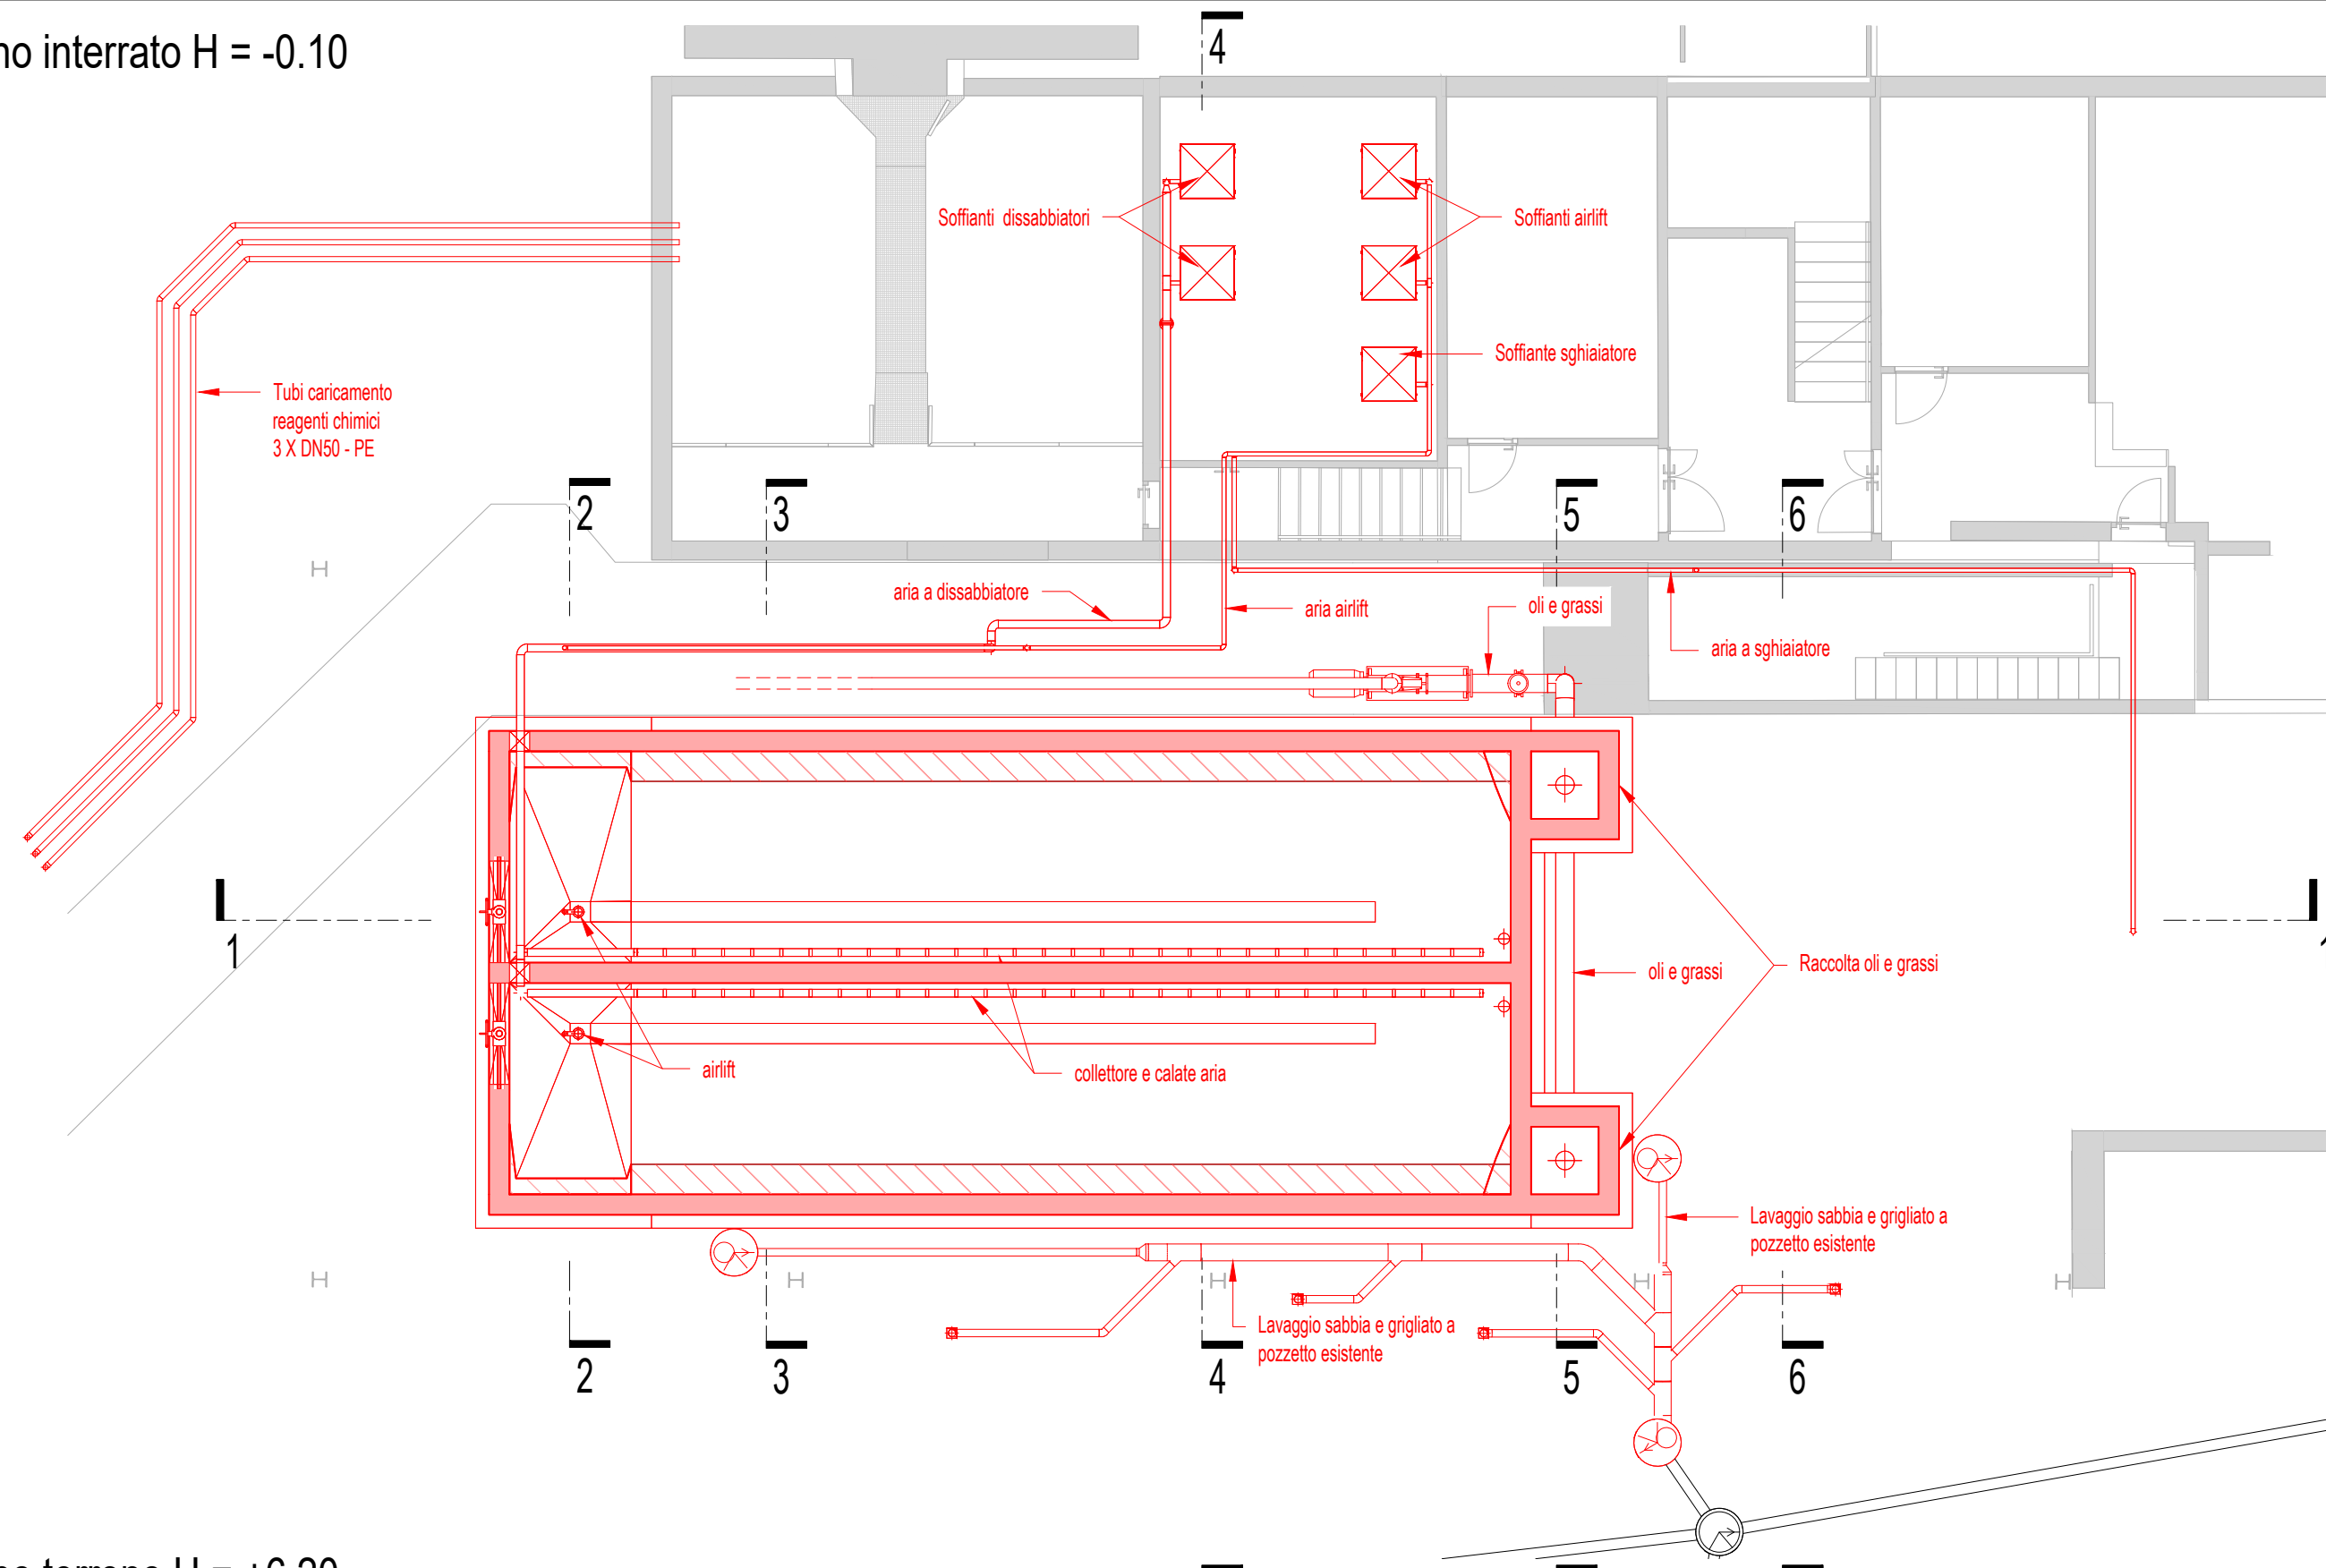 no interrato H = -0.10
4
Soffianti dissabbiatori
Soffianti airlift
Soffiante sghiaiatore
Tubi caricamento
reagenti chimici
3 X DN50 - PE
2
3
5
6
H
aria a dissabbiatore
aria airlift
oli e grassi
aria a sghiaiatore
1
Raccolta oli e grassi
oli e grassi
airlift
collettore e calate aria
Lavaggio sabbia e grigliato a
pozzetto esistente
H
H
H
H
H
Lavaggio sabbia e grigliato a
pozzetto esistente
2
3
4
5
6